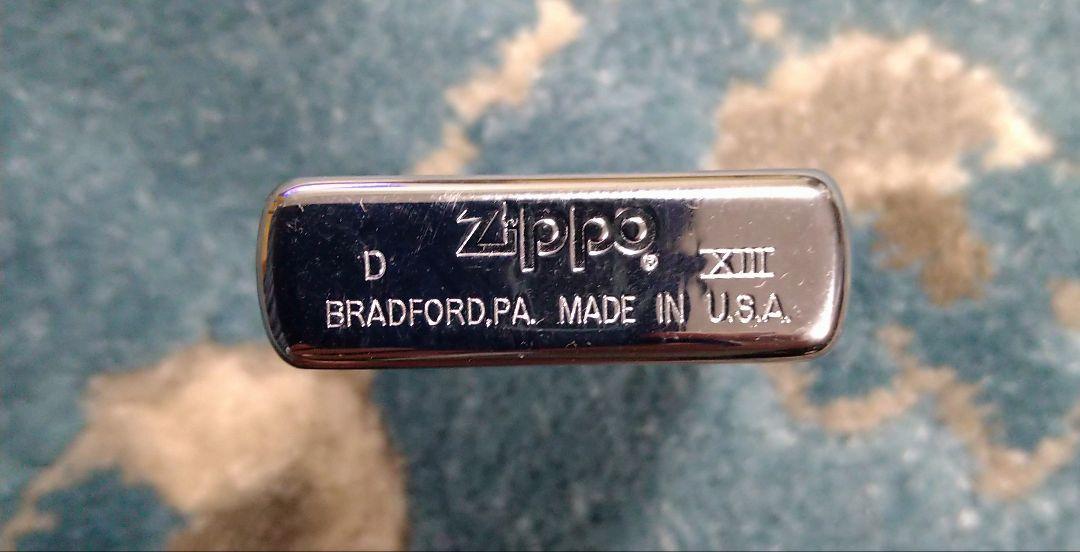 Zippo®
D XIII
BRADFORD,PA. MADE IN U.S.A.